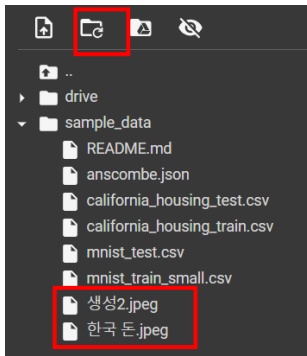 ..
drive
sample_data
README.md
anscombe.json
california_housing_test.csv
california_housing_train.csv
mnist_test.csv
mnist_train_small.csv
생성2.jpeg
한국 돈.jpeg